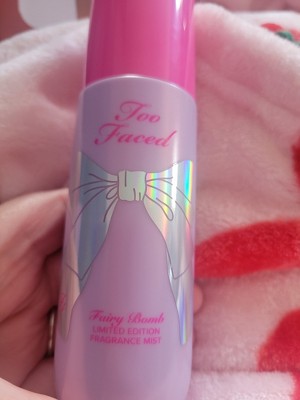 Too
Faced
Fairy Bomb
LIMITED EDITION
FRAGRANCE MIST